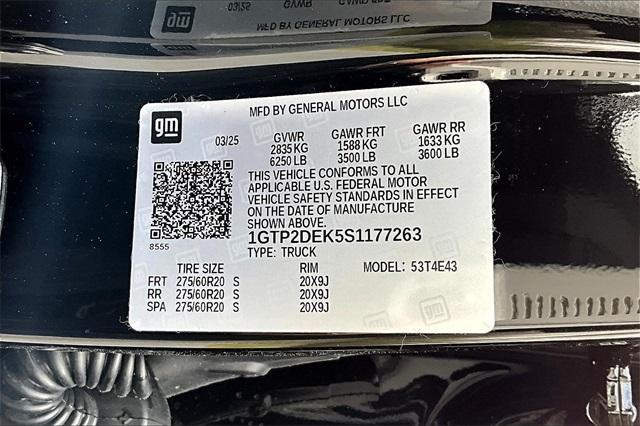 MFD BY GENERAL MOTORS LLC
gm
03/25 GVWR GAWR FRT GAWR RR
2835 KG 1588 KG 1633 KG
6250 LB 3500 LB 3600 LB
THIS VEHICLE CONFORMS TO ALL
APPLICABLE U.S. FEDERAL MOTOR
VEHICLE SAFETY STANDARDS IN EFFECT
ON THE DATE OF MANUFACTURE
SHOWN ABOVE.
8555
1GTP2DEK5S1177263
TYPE: TRUCK
TIRE SIZE RIM MODEL: 53T4E43
FRT 275/60R20 S 20X9J
RR 275/60R20 S 20X9J
SPA 275/60R20 S 20X9J